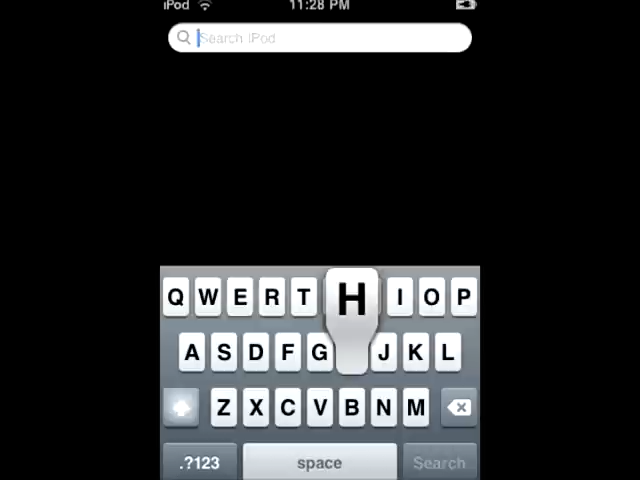 iPod 11:28 PM
Search iPod
Q W E R T H I O P
A S D F G J K L
Z X C V B N M
.?123 space Search